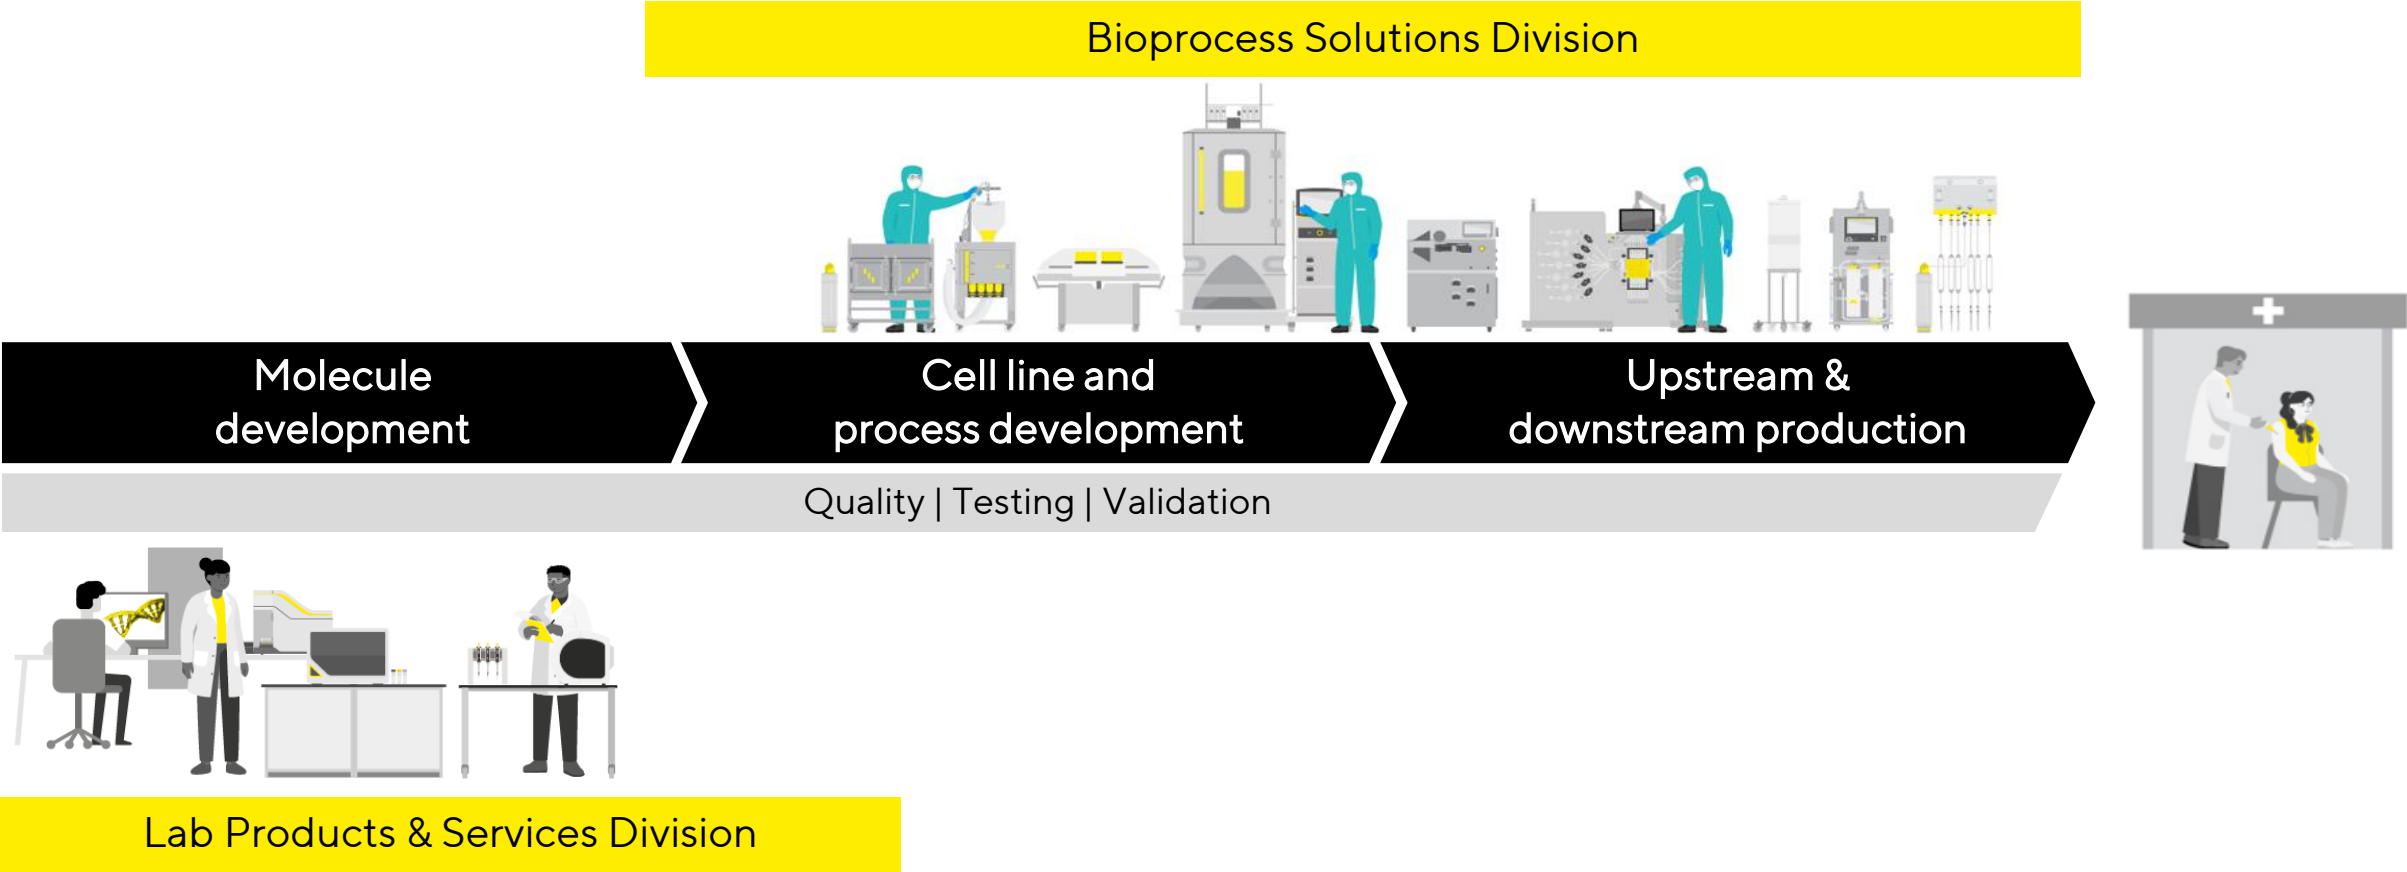 Bioprocess Solutions Division
Molecule
development
Cell line and
process development
Upstream &
downstream production
Quality | Testing | Validation
Lab Products & Services Division